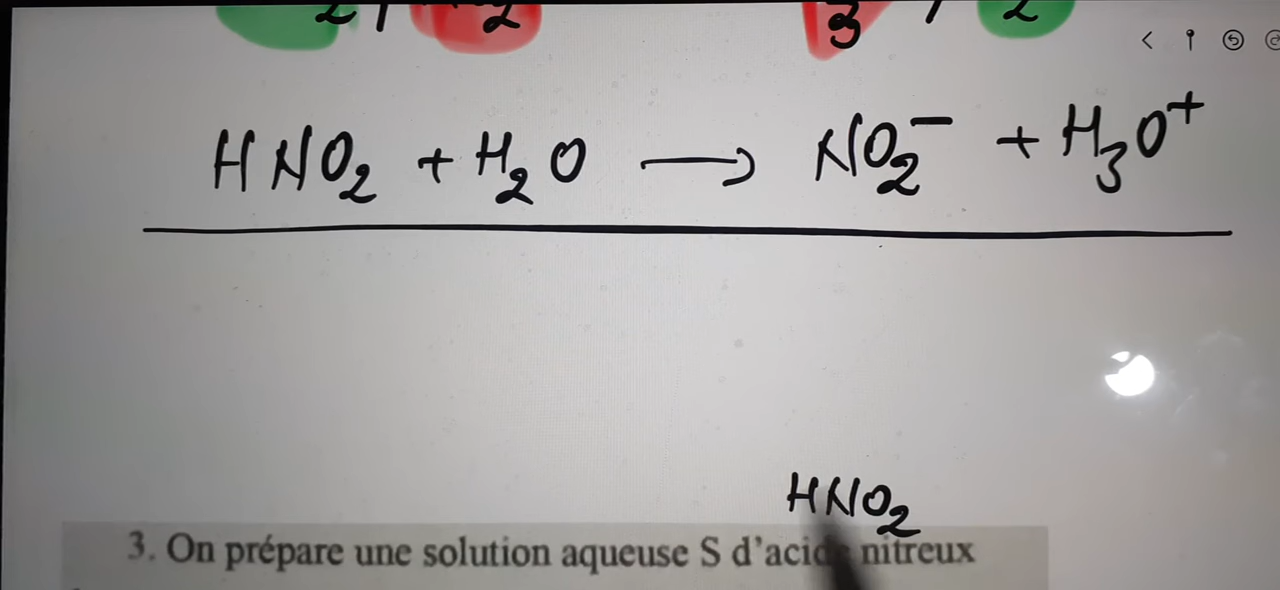 HNO₂ + H₂O → NO₂⁻ + H₃O⁺
HNO₂
3. On prépare une solution aqueuse S d'acide nitreux